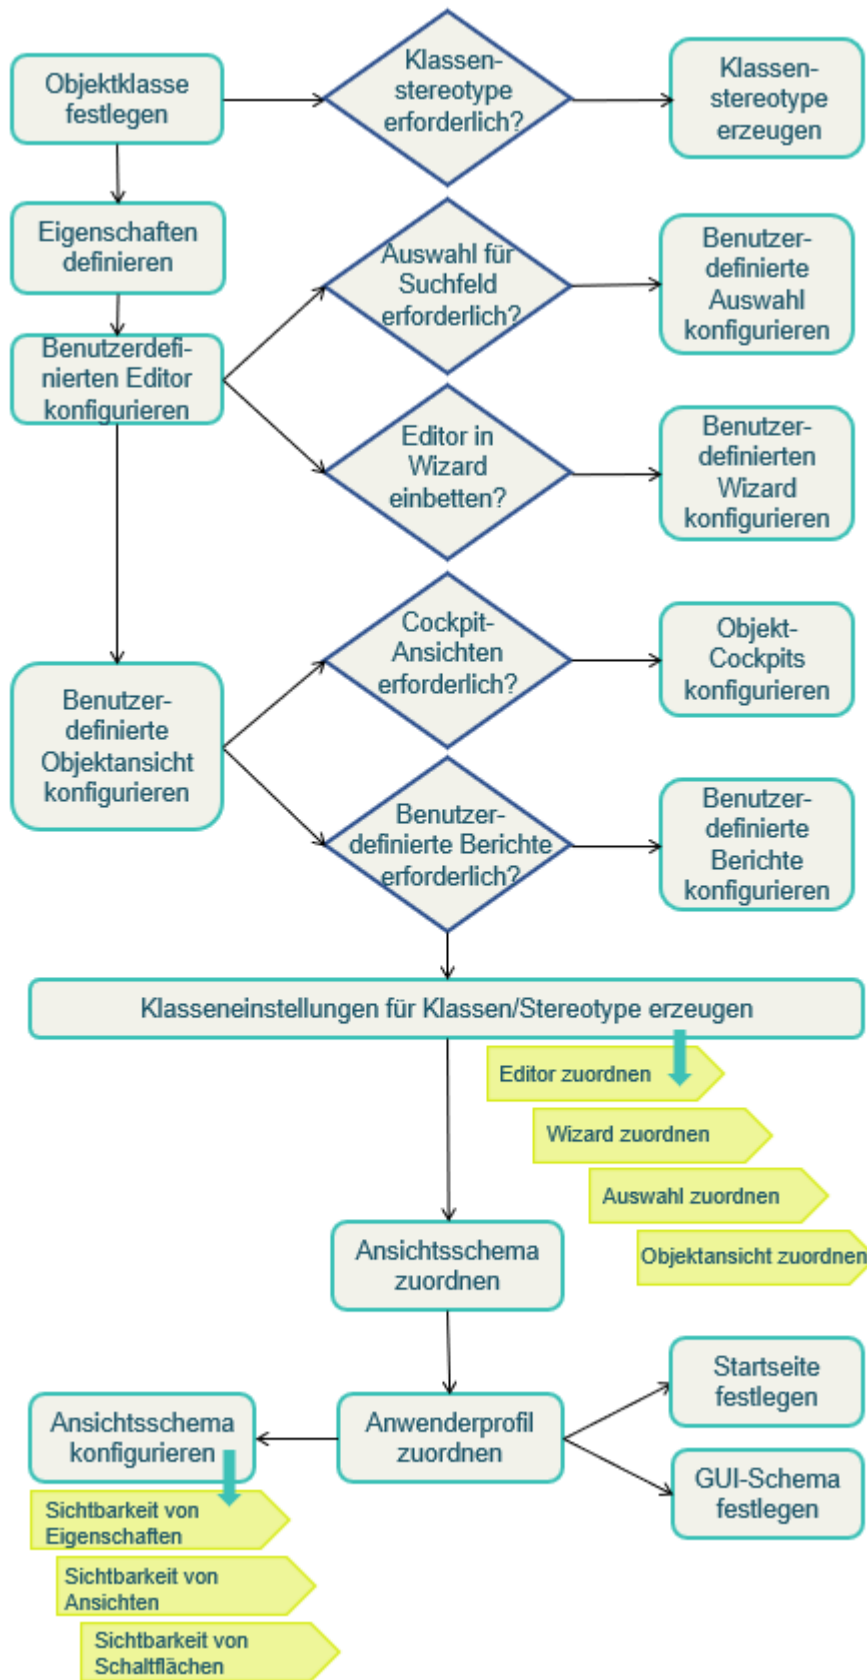 Objektklasse
festlegen
Klassen-
stereotype
erforderlich?
Klassen-
stereotype
erzeugen
Eigenschaften
definieren
Auswahl für
Suchfeld
erforderlich?
Benutzer-
definierte
Auswahl
konfigurieren
Benutzerdefi-
nierten Editor
konfigurieren
Editor in
Wizard
einbetten?
Benutzer-
definierten
Wizard
konfigurieren
Cockpit-
Ansichten
erforderlich?
Objekt-
Cockpits
konfigurieren
Benutzer-
definierte
Objektansicht
konfigurieren
Benutzer-
definierte Berichte
erforderlich?
Benutzer-
definierte
Berichte
konfigurieren
Klasseneinstellungen für Klassen/Stereotype erzeugen
Editor zuordnen
Wizard zuordnen
Auswahl zuordnen
Objektansicht zuordnen
Ansichtsschema
zuordnen
Startseite
festlegen
Ansichtsschema
konfigurieren
Anwenderprofil
zuordnen
GUI-Schema
festlegen
Sichtbarkeit von
Eigenschaften
Sichtbarkeit von
Ansichten
Sichtbarkeit von
Schaltflächen